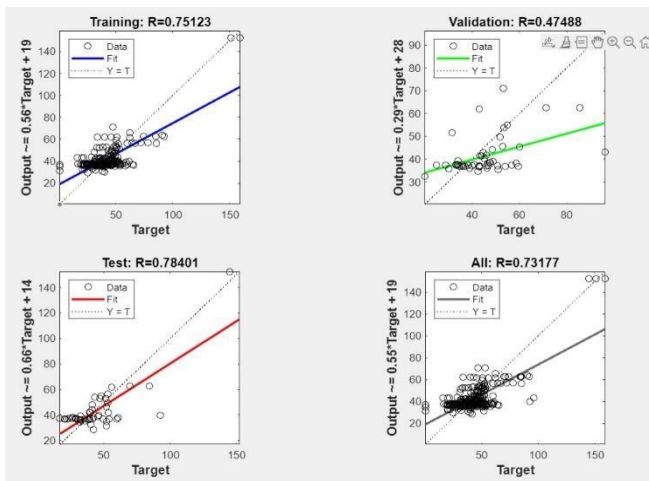 Training: R=0.75123
Output ~= 0.56*Target + 19
140
120
100
80
60
40
20
Data
Fit
Y = T
50
100
150
Target
Validation: R=0.47488
Output ~= 0.29*Target + 28
90
80
70
60
50
40
30
Data
Fit
Y = T
40
60
80
Target
Test: R=0.78401
Output ~= 0.66*Target + 14
140
120
100
80
60
40
20
Data
Fit
Y = T
50
100
150
Target
All: R=0.73177
Output ~= 0.55*Target + 19
140
120
100
80
60
40
20
Data
Fit
Y = T
50
100
150
Target